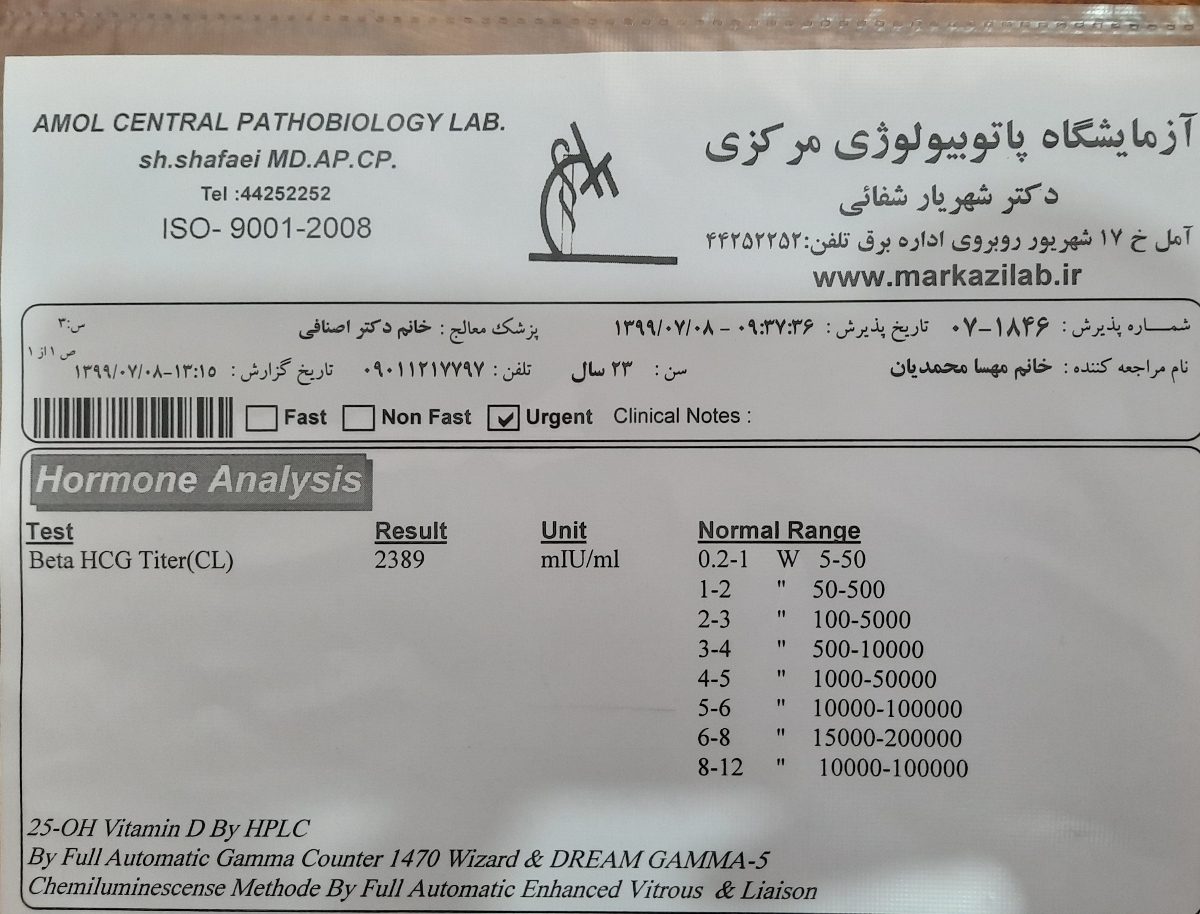 AMOL CENTRAL PATHOBIOLOGY LAB.
sh.shafaei MD.AP.CP.
Tel :44252252
ISO- 9001-2008
آزمایشگاه پاتوبیولوژی مرکزی
دکتر شهریار شفائی
آمل خ ۱۷ شهریور روبروی اداره برق تلفن:۴۴۲۵۲۲۵۲
www.markazilab.ir
شماره پذیرش : ۰۷-۱۸۴۶ تاریخ پذیرش : ۰۹:۳۷:۳۶ - ۱۳۹۹/۰۷/۰۸ پزشک معالج : خانم دکتر اصنافی س:۳
ص ۱ از ۱
نام مراجعه کننده : خانم مهسا محمدیان سن : ۲۳ سال تلفن : ۰۹۰۱۱۲۱۷۷۹۷ تاریخ گزارش : ۱۳:۱۵-۱۳۹۹/۰۷/۰۸
Fast Non Fast Urgent Clinical Notes :
Hormone Analysis
Test Result Unit Normal Range
Beta HCG Titer(CL) 2389 mIU/ml 0.2-1 W 5-50
1-2 " 50-500
2-3 " 100-5000
3-4 " 500-10000
4-5 " 1000-50000
5-6 " 10000-100000
6-8 " 15000-200000
8-12 " 10000-100000
25-OH Vitamin D By HPLC
By Full Automatic Gamma Counter 1470 Wizard & DREAM GAMMA-5
Chemiluminescense Methode By Full Automatic Enhanced Vitrous & Liaison